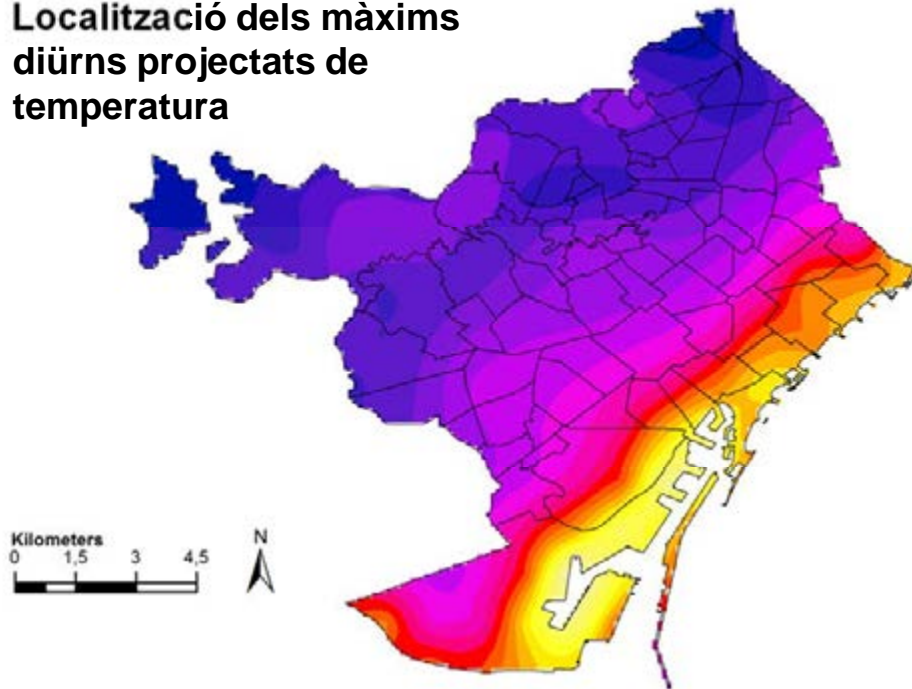 Localització dels màxims
diürns projectats de
temperatura
Kilometers
0 1,5 3 4,5
N